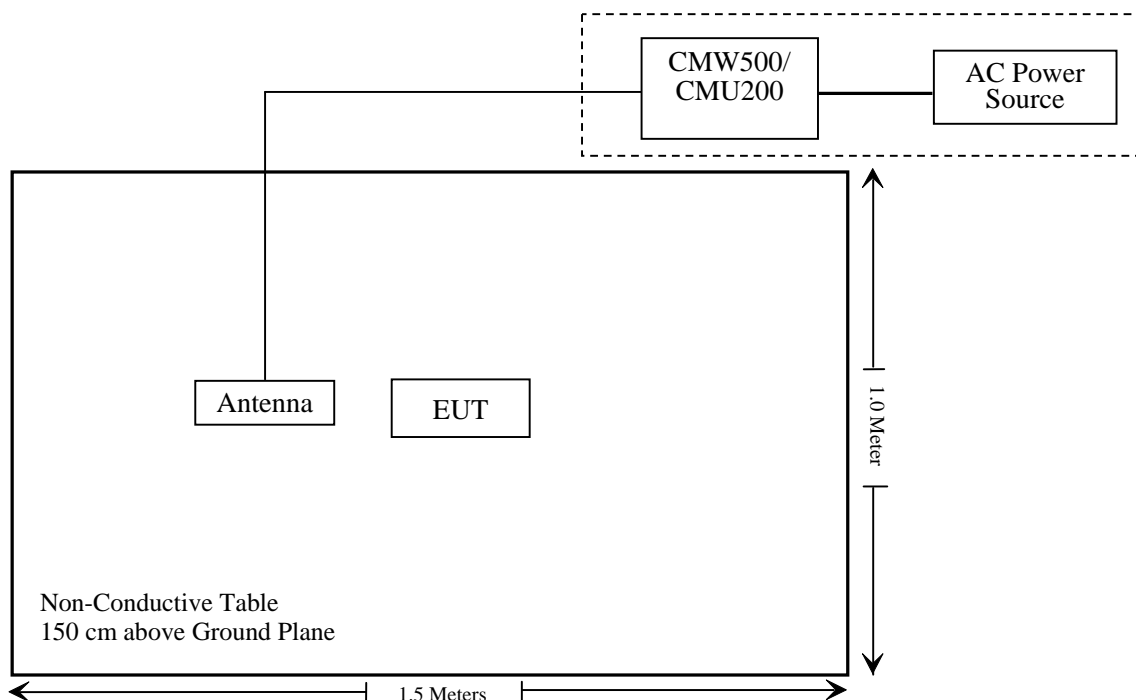 CMW500/
CMU200
AC Power
Source
Antenna
EUT
1.0 Meter
Non-Conductive Table
150 cm above Ground Plane
1.5 Meters